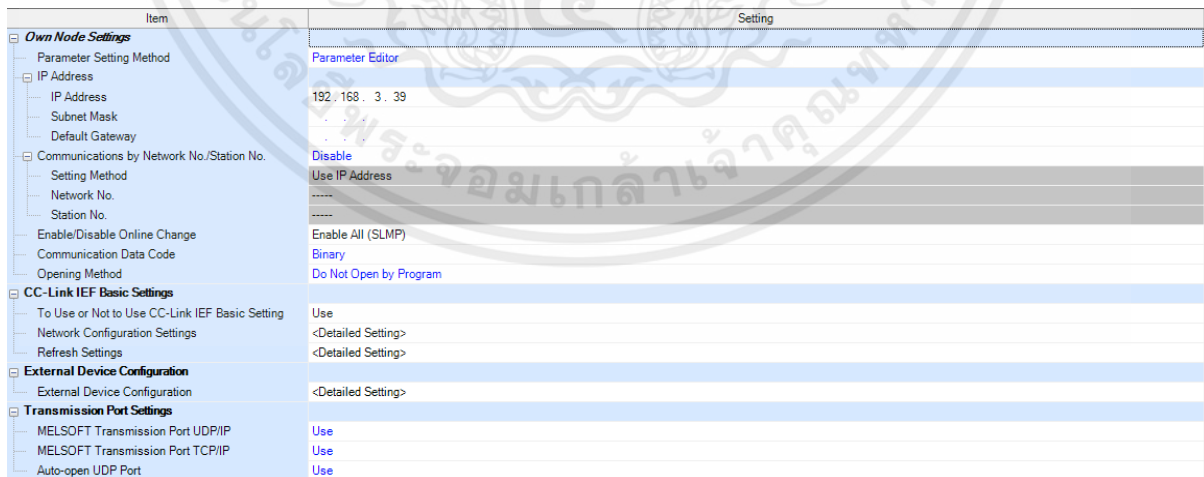 Item Setting
Own Node Settings
Parameter Setting Method Parameter Editor
IP Address
IP Address 192 . 168 . 3 . 39
Subnet Mask . . .
Default Gateway . . .
Communications by Network No./Station No. Disable
Setting Method Use IP Address
Network No. -----
Station No. -----
Enable/Disable Online Change Enable All (SLMP)
Communication Data Code Binary
Opening Method Do Not Open by Program
CC-Link IEF Basic Settings
To Use or Not to Use CC-Link IEF Basic Setting Use
Network Configuration Settings <Detailed Setting>
Refresh Settings <Detailed Setting>
External Device Configuration
External Device Configuration <Detailed Setting>
Transmission Port Settings
MELSOFT Transmission Port UDP/IP Use
MELSOFT Transmission Port TCP/IP Use
Auto-open UDP Port Use